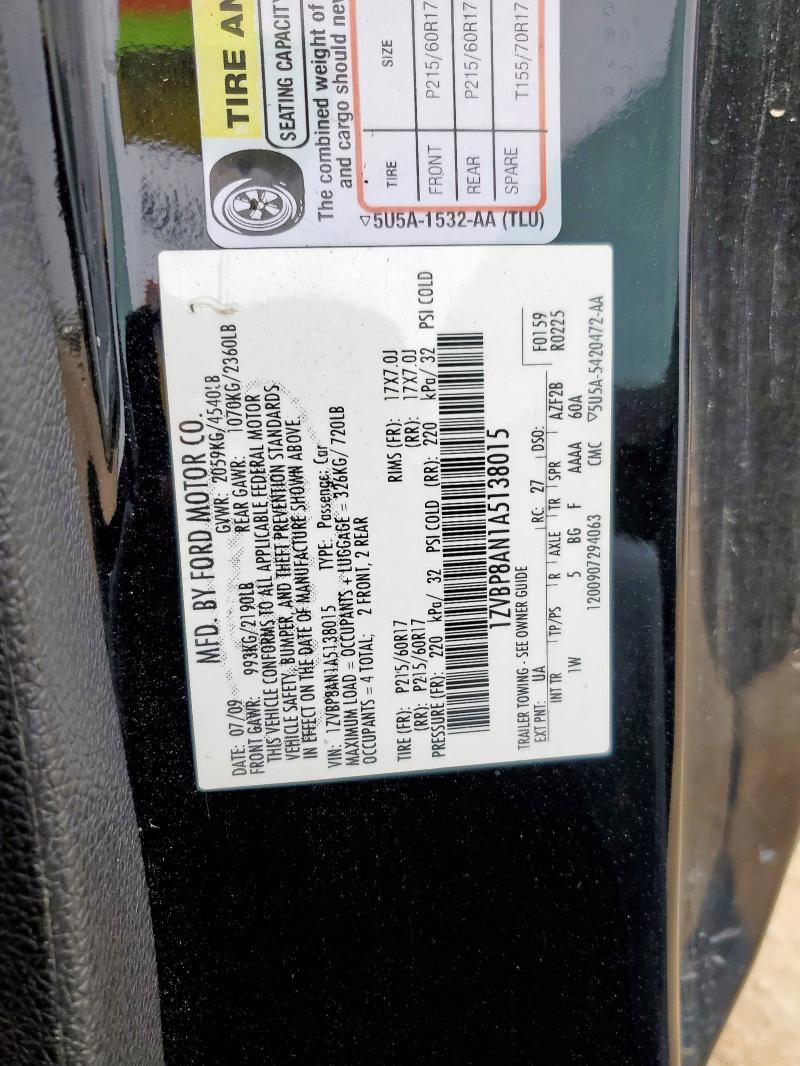 TIRE AN
SEATING CAPACITY
The combined weight of
and cargo should nev
TIRE SIZE
FRONT P215/60R17
REAR P215/60R17
SPARE T155/70R17
▽5U5A-1532-AA (TLU)
MFD. BY FORD MOTOR CO.
DATE: 07/09 GVWR: 2059KG/4540LB
FRONT GAWR: 993KG/2190LB REAR GAWR: 1070KG/2360LB
THIS VEHICLE CONFORMS TO ALL APPLICABLE FEDERAL MOTOR
VEHICLE SAFETY, BUMPER, AND THEFT PREVENTION STANDARDS
IN EFFECT ON THE DATE OF MANUFACTURE SHOWN ABOVE
VIN: 1ZVBP8AN1A5138015 TYPE: Passenger Car
MAXIMUM LOAD = OCCUPANTS + LUGGAGE = 326KG/ 720LB
OCCUPANTS = 4 TOTAL; 2 FRONT, 2 REAR
TIRE (FR): P215/60R17 RIMS (FR): 17X7.0J
(RR): P215/60R17 (RR): 17X7.0J
PRESSURE (FR): 220 kPa/ 32 PSI COLD (RR): 220 kPa/ 32 PSI COLD
1ZVBP8AN1A5138015
TRAILER TOWING - SEE OWNER GUIDE
EXT PNT: UA RC: 27 DSO: F0159
R0225
INT TR TP/PS R AXLE TR SPR AZF2B
1W 5 BG F AAAA 60A
1200907294063 CMC ▽5U5A-5420472-AA